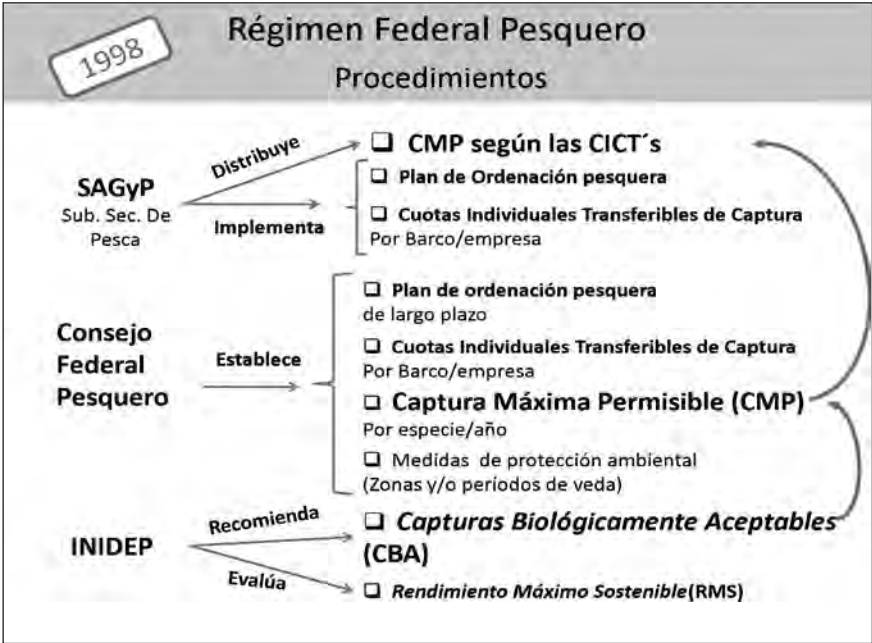 1998
Régimen Federal Pesquero
Procedimientos
SAGyP
Sub. Sec. De
Pesca
Distribuye
❑ CMP según las CICT´s
Implementa
❑ Plan de Ordenación pesquera
❑ Cuotas Individuales Transferibles de Captura
Por Barco/empresa
Consejo
Federal
Pesquero
Establece
❑ Plan de ordenación pesquera
de largo plazo
❑ Cuotas Individuales Transferibles de Captura
Por Barco/empresa
❑ Captura Máxima Permisible (CMP)
Por especie/año
❑ Medidas de protección ambiental
(Zonas y/o períodos de veda)
INIDEP
Recomienda
❑ Capturas Biológicamente Aceptables
(CBA)
Evalúa
❑ Rendimiento Máximo Sostenible(RMS)